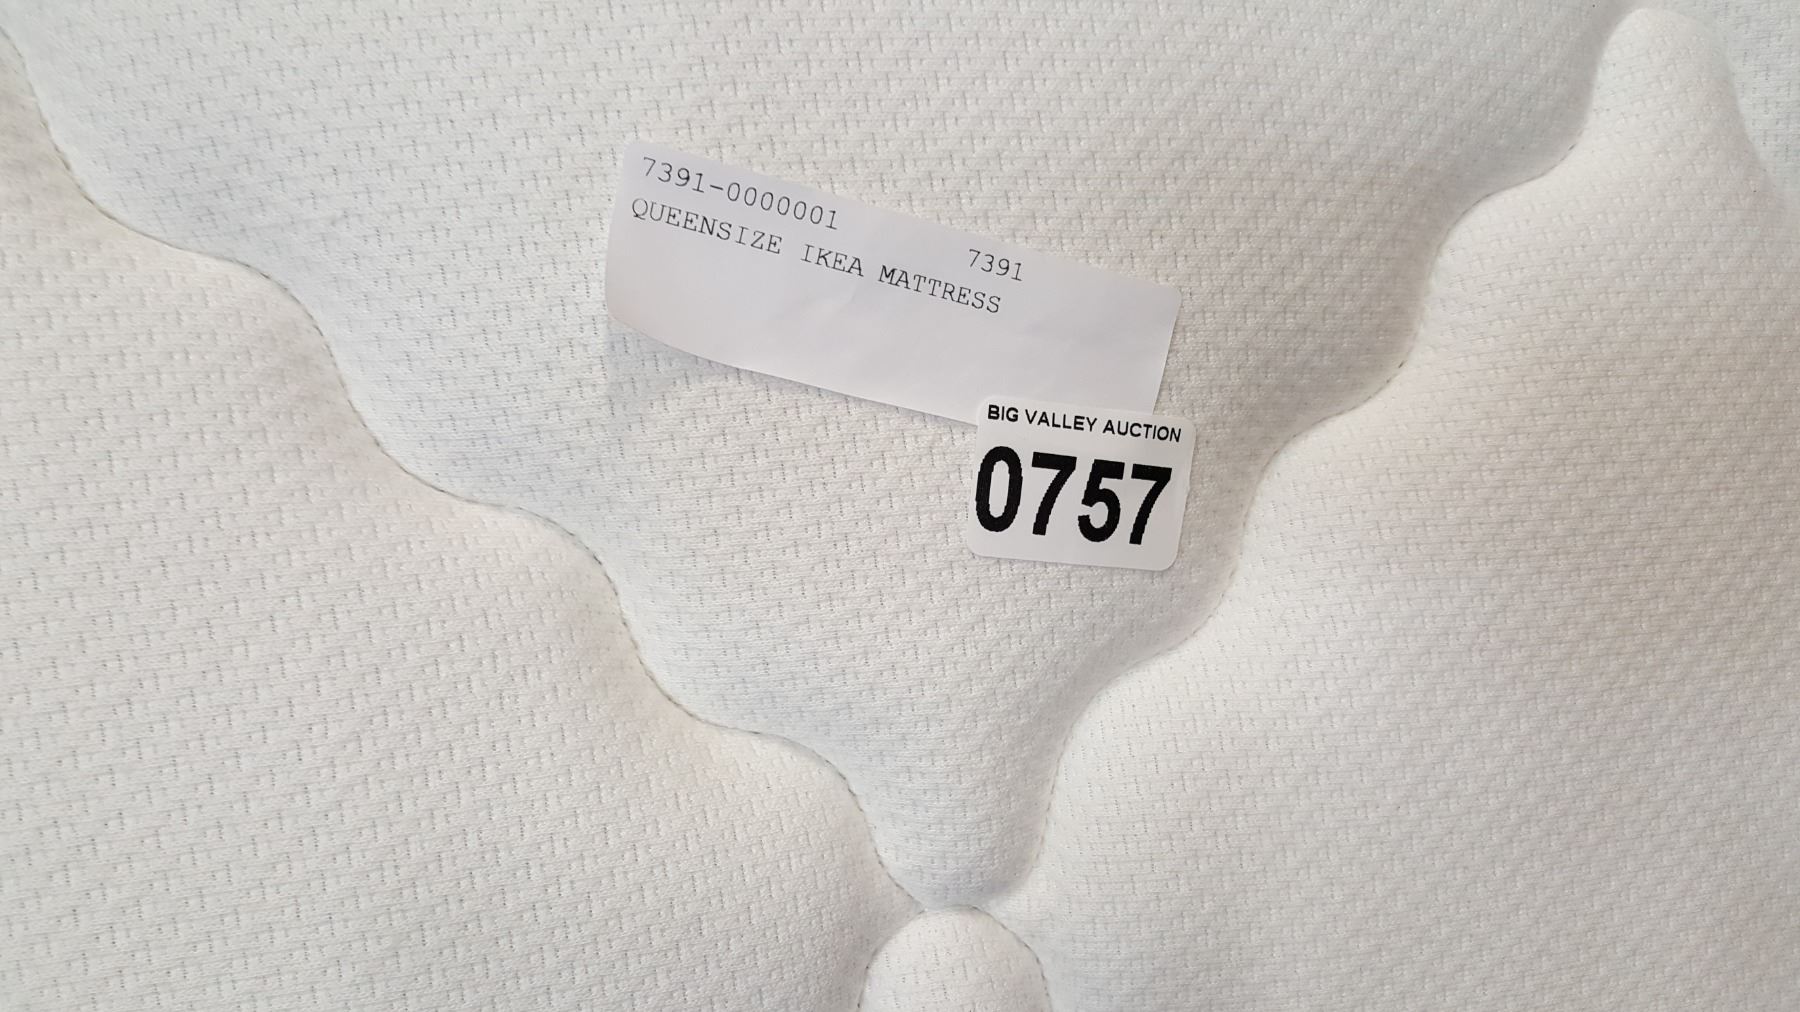 7391-0000001
7391
QUEENSIZE IKEA MATTRESS
BIG VALLEY AUCTION
0757